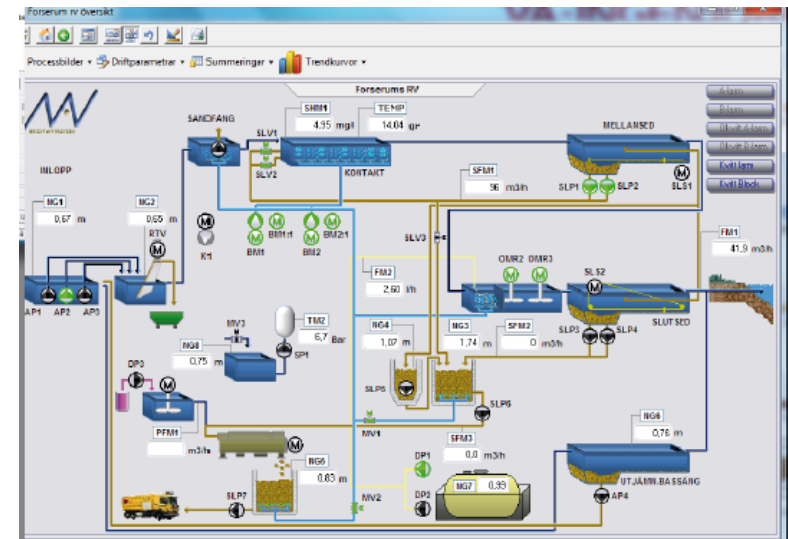 Forserum rv översikt
Processbilder Driftparametrar Summeringar Trendkurvor
Forserums RV
SANDFÅNG
SHM1 TEMP
4,95 mg/l
SLV1
SLV2
KONTAKT
MELLANSED
INLOPP
NG1
0,67 m
NG2
0,65 m
RTV
K1
BM1
BM1:1
BM2
BM2:1
SFM1
96 m3/h
SLP1 SLP2
SLS1
Kvitt larm
Kvitt Block
FM1
41,9 m3/h
SLV3
OMR2 OMR3
SLS2
FM2
2,60 l/h
SLUTSED
AP1 AP2 AP3
MV3
TM2
6,7 Bar
NG8
0,75 m
SP1
NG4
1,07 m
NG3
1,74 m
SFM2
0 m3/h
SLP3 SLP4
DP3
SLP5
SLP6
PFM1
MV1
SFM3
0,0 m3/h
NG6
0,76 m
NG5
0,83 m
DP1
DP2
NG7 0,99
UTJÄMN.BASSÄNG
AP4
SLP7
MV2